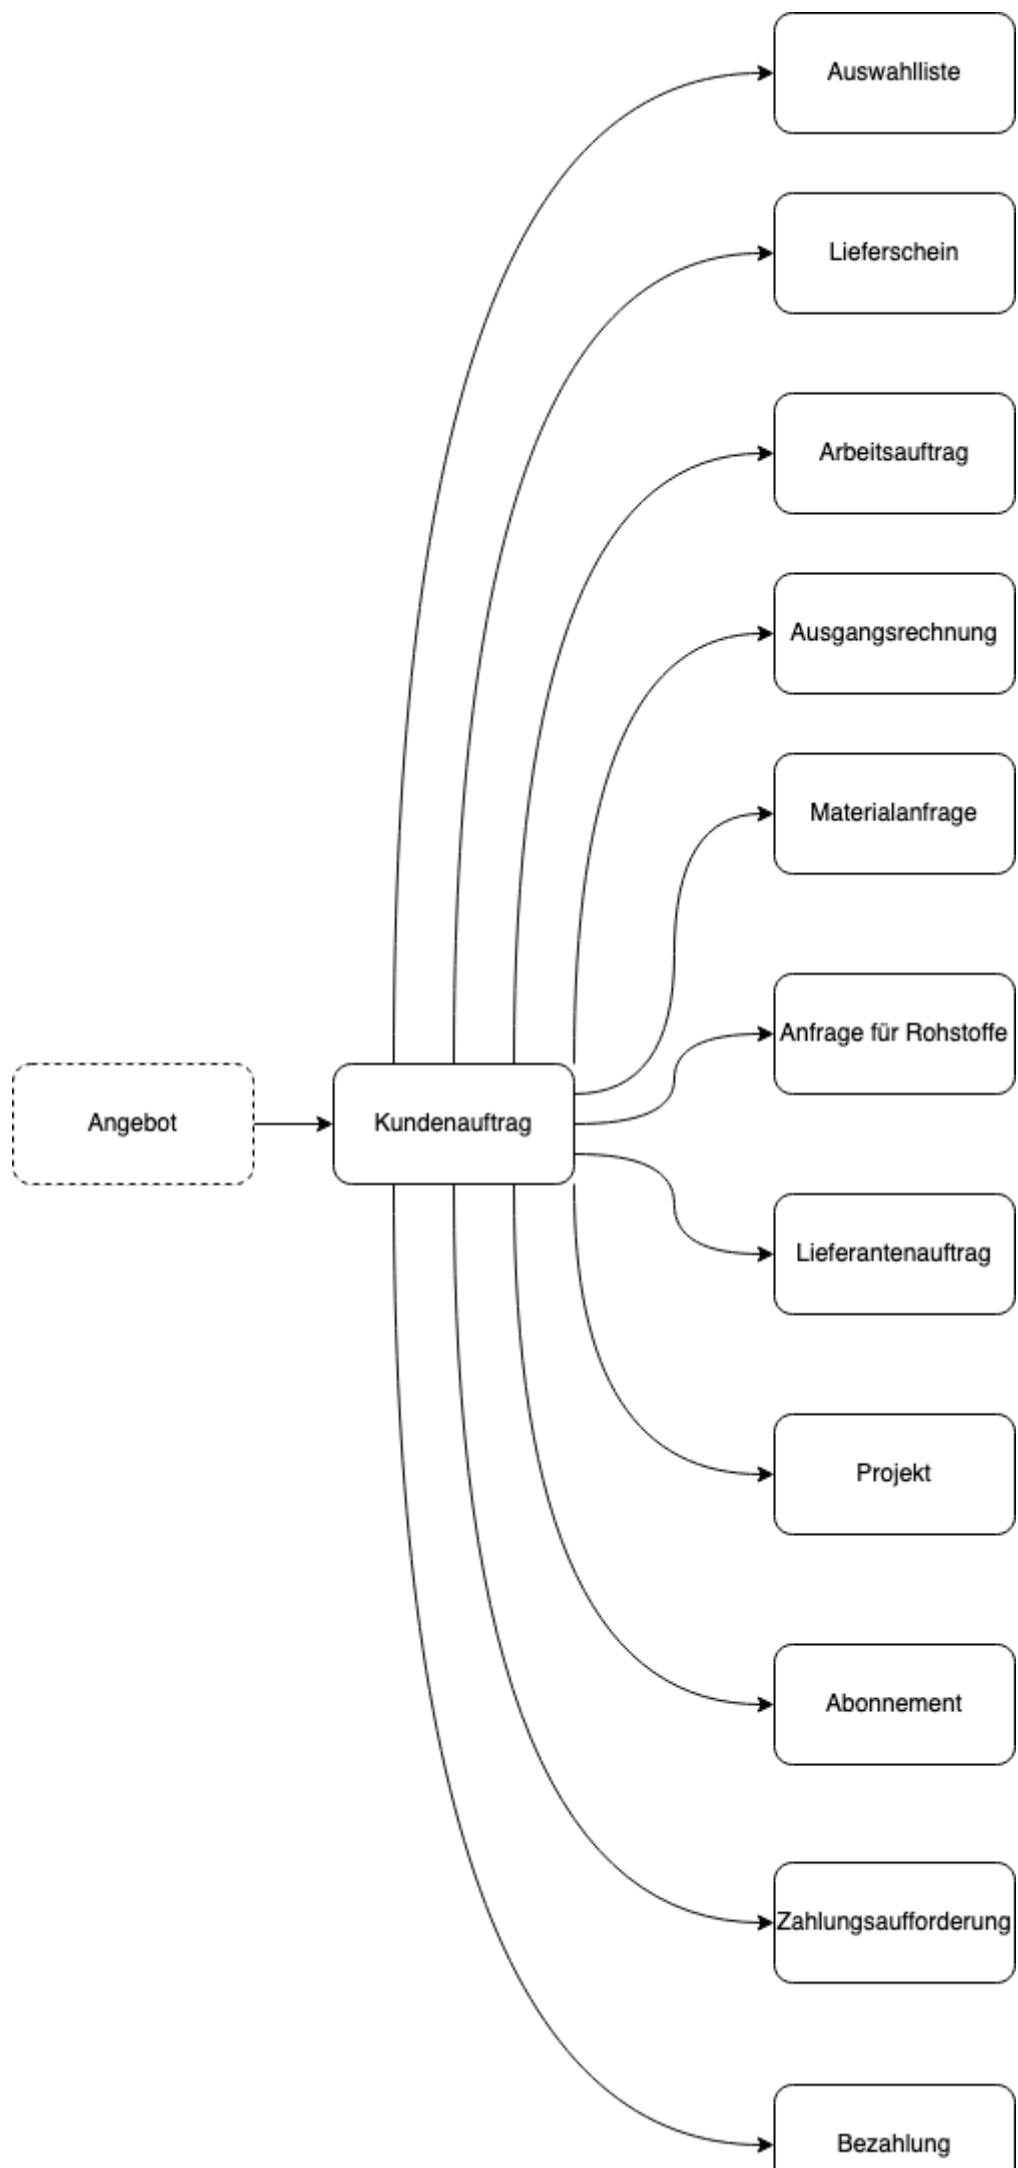 Auswahlliste
Lieferschein
Arbeitsauftrag
Ausgangsrechnung
Materialanfrage
Anfrage für Rohstoffe
Angebot
Kundenauftrag
Lieferantenauftrag
Projekt
Abonnement
Zahlungsaufforderung
Bezahlung